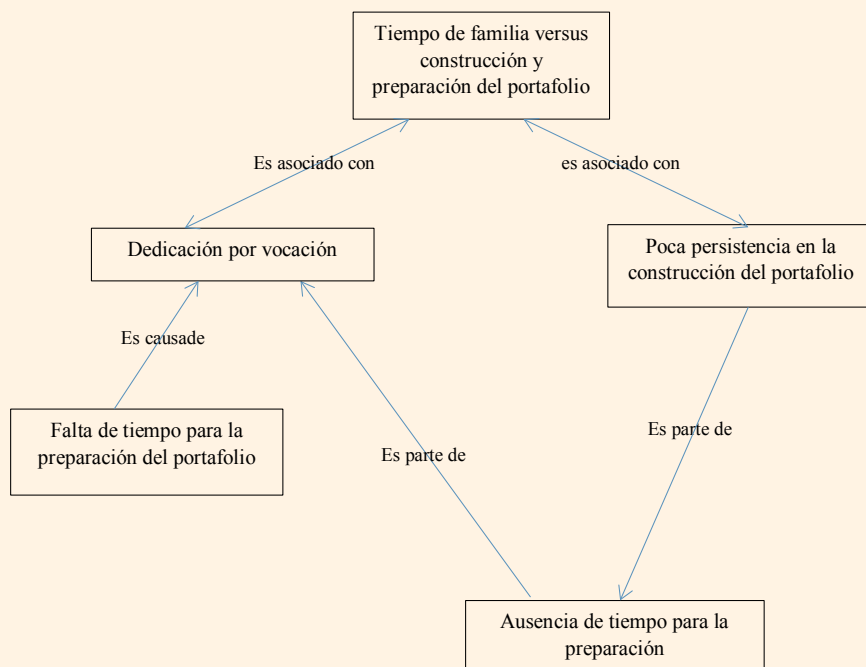 Tiempo de familia versus
construcción y
preparación del portafolio
Es asociado con
es asociado con
Dedicación por vocación
Poca persistencia en la
construcción del portafolio
Es causade
Falta de tiempo para la
preparación del portafolio
Es parte de
Es parte de
Ausencia de tiempo para la
preparación